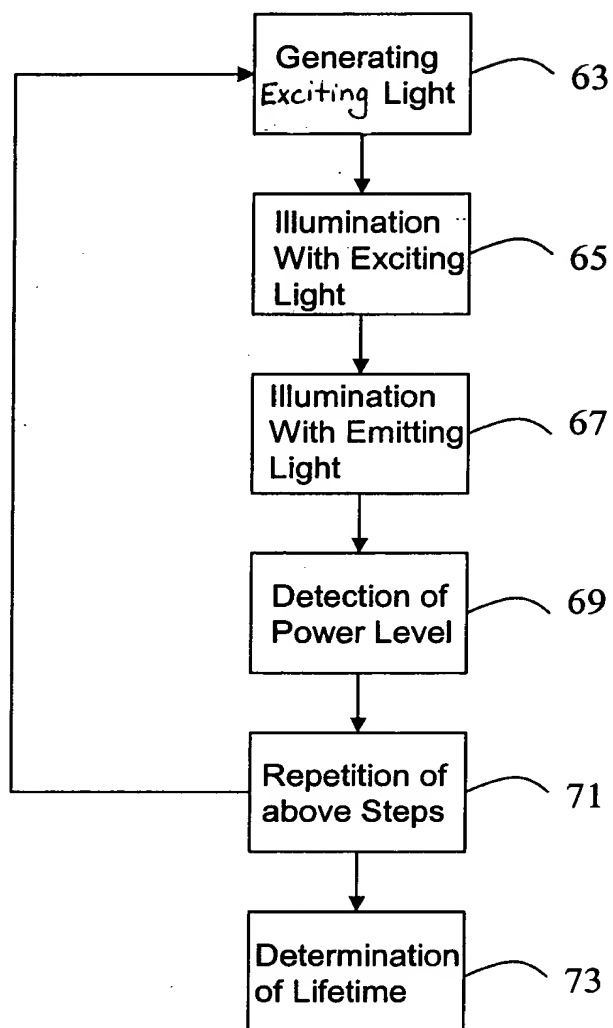 Generating
Exciting Light
63
Illumination
With Exciting
Light
65
Illumination
With Emitting
Light
67
Detection of
Power Level
69
Repetition of
above Steps
71
Determination
of Lifetime
73